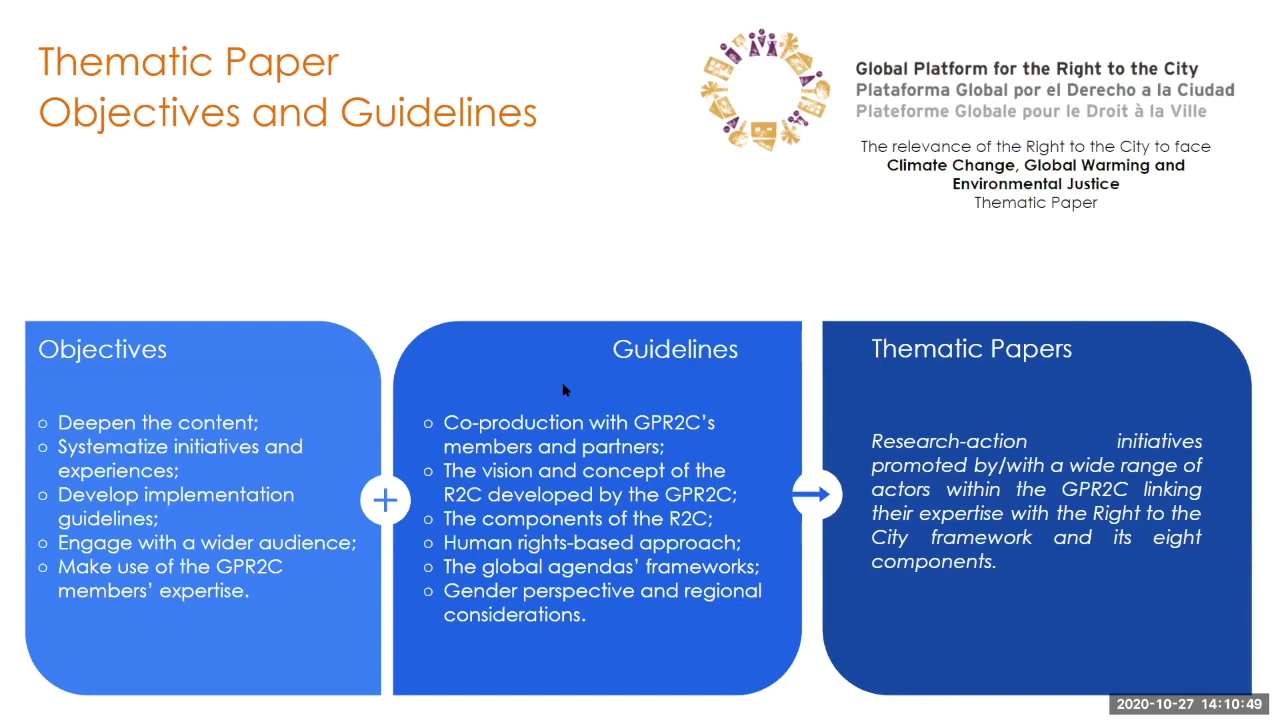 Thematic Paper
Objectives and Guidelines
Global Platform for the Right to the City
Plataforma Global por el Derecho a la Ciudad
Plateforme Globale pour le Droit à la Ville
The relevance of the Right to the City to face
Climate Change, Global Warming and
Environmental Justice
Thematic Paper
Objectives
Deepen the content;
Systematize initiatives and
experiences;
Develop implementation
guidelines;
Engage with a wider audience;
Make use of the GPR2C
members’ expertise.
Guidelines
Co-production with GPR2C’s
members and partners;
The vision and concept of the
R2C developed by the GPR2C;
The components of the R2C;
Human rights-based approach;
The global agendas’ frameworks;
Gender perspective and regional
considerations.
Thematic Papers
Research-action initiatives
promoted by/with a wide range of
actors within the GPR2C linking
their expertise with the Right to the
City framework and its eight
components.
2020-10-27 14:10:49